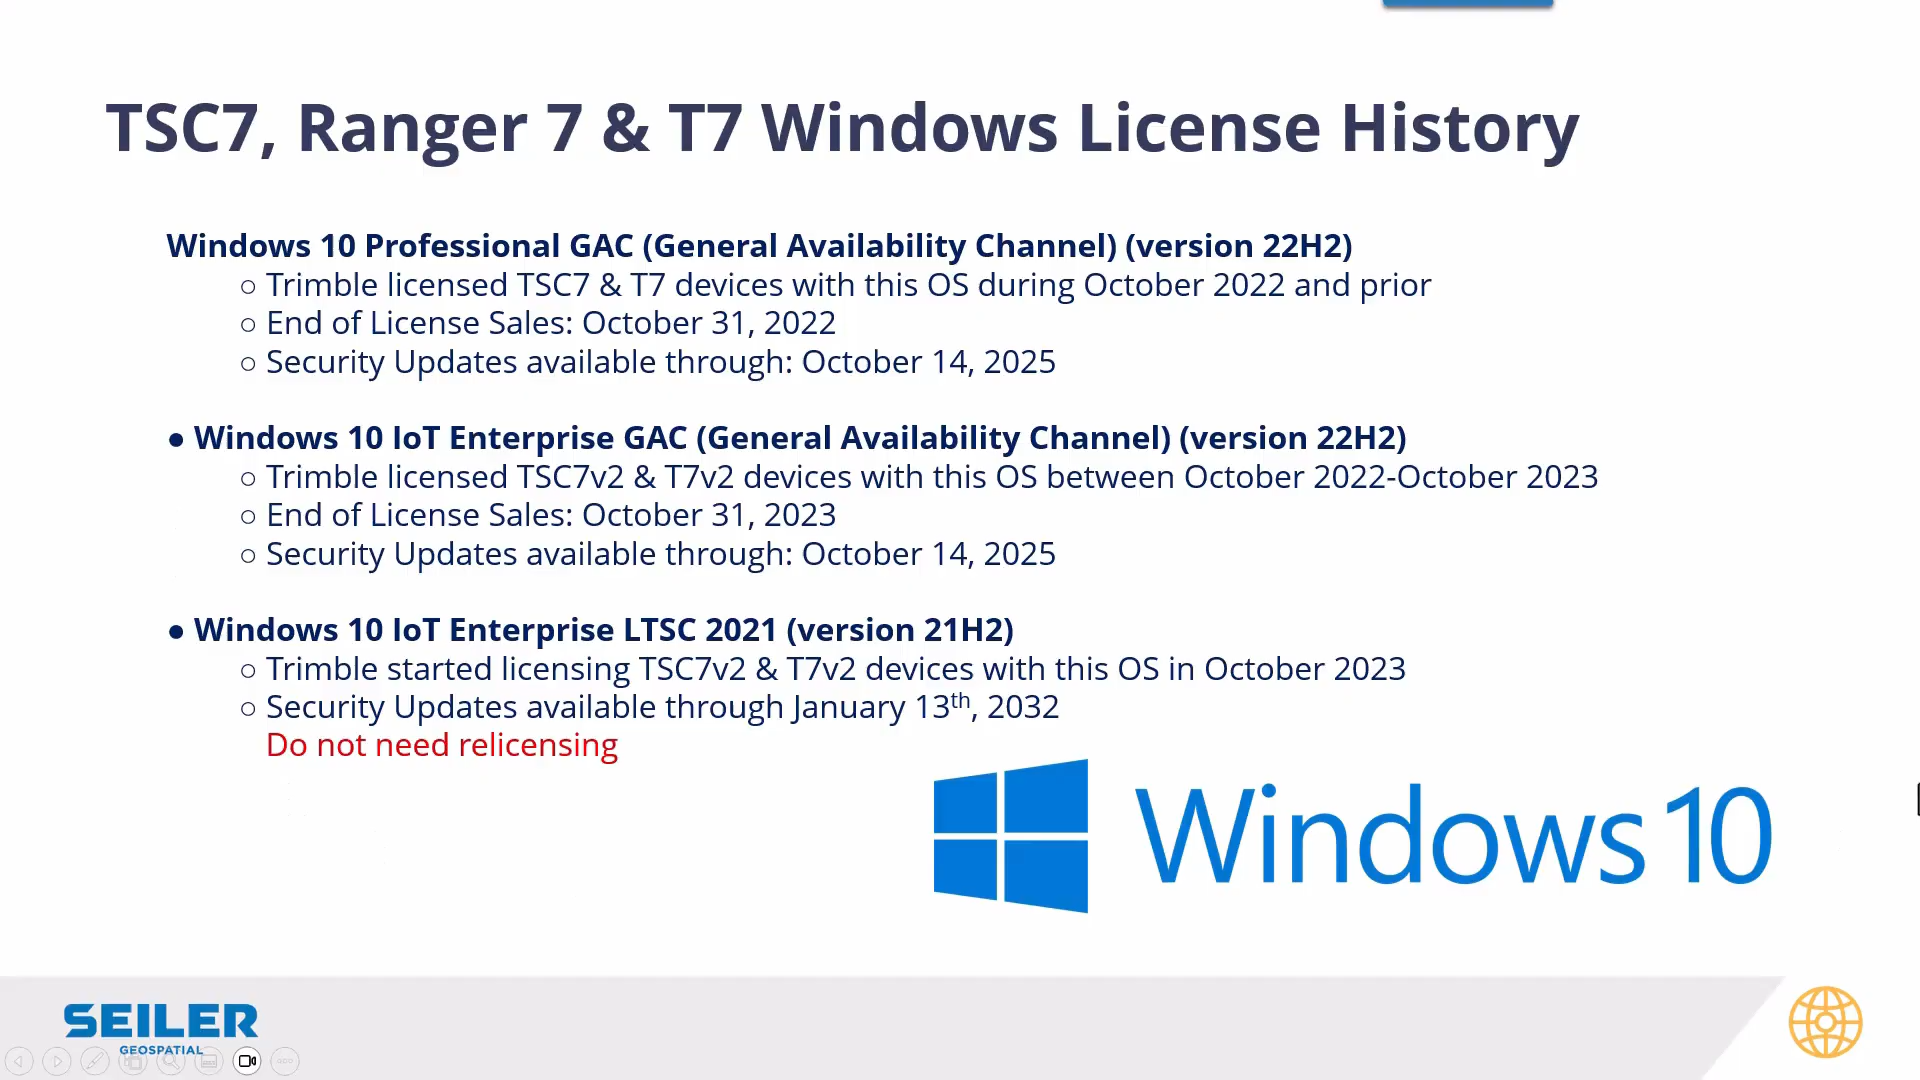 TSC7, Ranger 7 & T7 Windows License History
Windows 10 Professional GAC (General Availability Channel) (version 22H2)
○ Trimble licensed TSC7 & T7 devices with this OS during October 2022 and prior
○ End of License Sales: October 31, 2022
○ Security Updates available through: October 14, 2025
● Windows 10 IoT Enterprise GAC (General Availability Channel) (version 22H2)
○ Trimble licensed TSC7v2 & T7v2 devices with this OS between October 2022-October 2023
○ End of License Sales: October 31, 2023
○ Security Updates available through: October 14, 2025
● Windows 10 IoT Enterprise LTSC 2021 (version 21H2)
○ Trimble started licensing TSC7v2 & T7v2 devices with this OS in October 2023
○ Security Updates available through January 13th, 2032
Do not need relicensing
Windows 10
SEILER
GEOSPATIAL